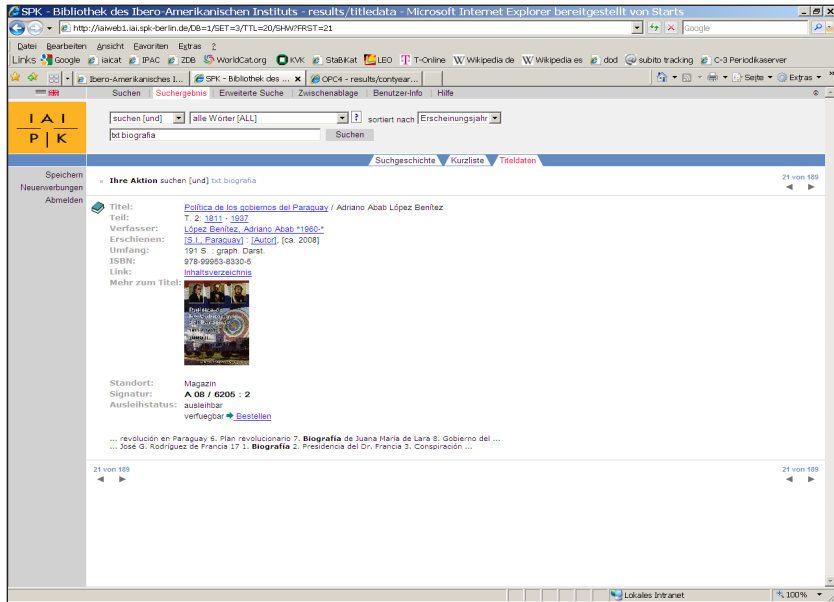 SPK - Bibliothek des Ibero-Amerikanischen Instituts - results/titledata - Microsoft Internet Explorer bereitgestellt von Starts
http://iaiweb1.iai.spk-berlin.de/DB=1/SET=3/TTL=20/SHW?FRST=21
Google
Datei Bearbeiten Ansicht Favoriten Extras ?
Links Google iaicat IPAC ZDB WorldCat.org KVK StaBiKat LEO T-Online Wikipedia de Wikipedia es dod subito tracking C-3 Periodikaserver
Ibero-Amerikanisches I... SPK - Bibliothek des ... OPC4 - results/contyear... Seite Extras
Suchen | Suchergebnis | Erweiterte Suche | Zwischenablage | Benutzer-Info | Hilfe
I A I
P | K
suchen [und] alle Wörter [ALL] ? sortiert nach Erscheinungsjahr
txt biografia Suchen
Suchgeschichte Kurzliste Titeldaten
Speichern
Neuerwerbungen
Abmelden
Ihre Aktion suchen [und] txt biografia
21 von 189
Titel: Política de los gobiernos del Paraguay / Adriano Abab López Benítez
Teil: T. 2: 1811 - 1937
Verfasser: López Benítez, Adriano Abab *1960-*
Erschienen: [S.l., Paraguay] : [Autor], [ca. 2008]
Umfang: 191 S. : graph. Darst.
ISBN: 978-99953-8330-5
Link: Inhaltsverzeichnis
Mehr zum Titel:
Política de
los Gobiernos
del Paraguay
Standort: Magazin
Signatur: A 08 / 6205 : 2
Ausleihstatus: ausleihbar
verfuegbar Bestellen
... revolución en Paraguay 6. Plan revolucionario 7. Biografía de Juana María de Lara 8. Gobierno del ...
... José G. Rodríguez de Francia 17 1. Biografía 2. Presidencia del Dr. Francia 3. Conspiración ...
21 von 189
21 von 189
Lokales Intranet
100%